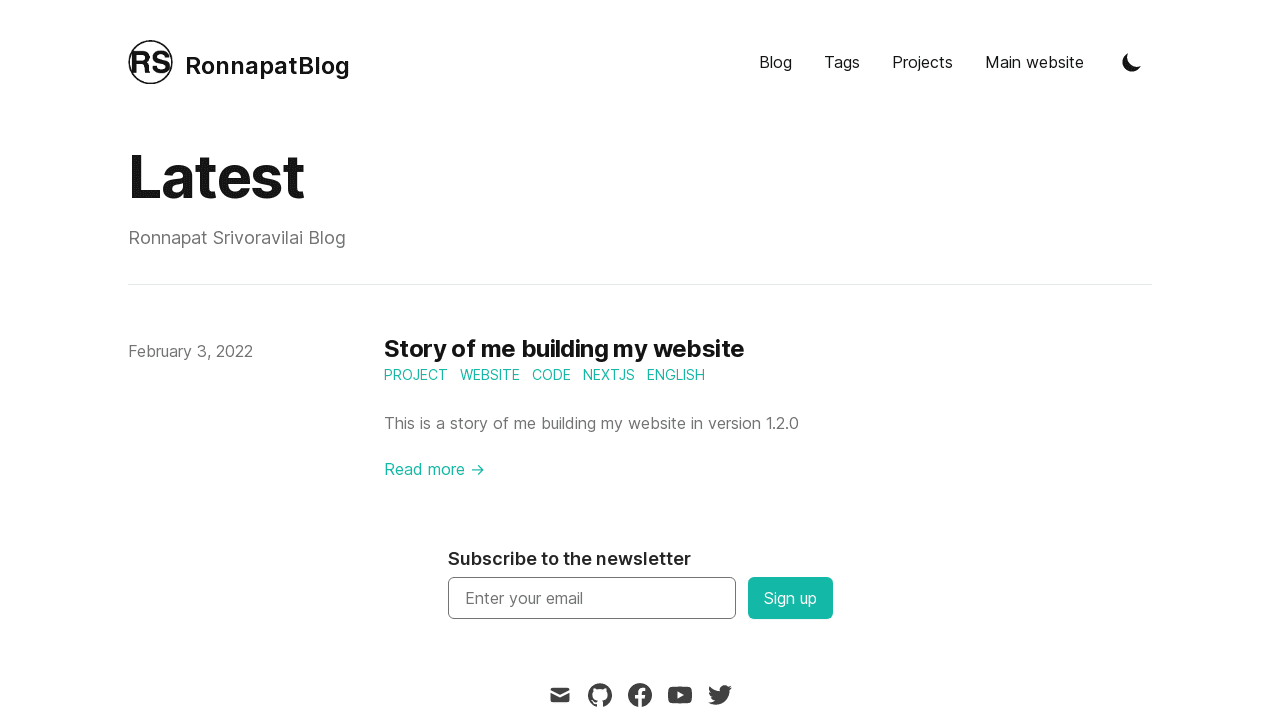 RS RonnapatBlog
Blog Tags Projects Main website
Latest
Ronnapat Srivoravilai Blog
February 3, 2022
Story of me building my website
PROJECT WEBSITE CODE NEXTJS ENGLISH
This is a story of me building my website in version 1.2.0
Read more →
Subscribe to the newsletter
Enter your email Sign up